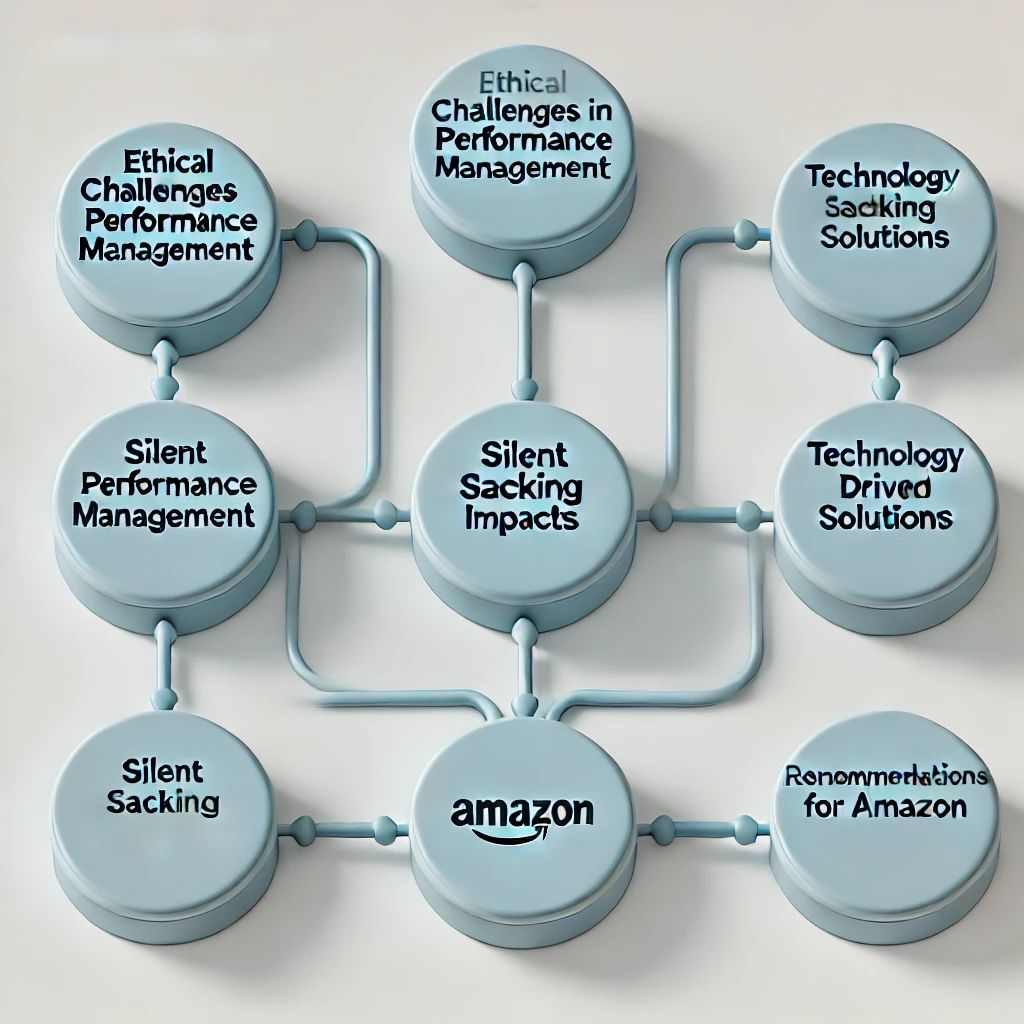 Ethical
Challenges in
Performance
Management
Ethical
Challenges
Performance
Management
Technology
Solutions
Silent
Performance
Management
Silent
Sacking
Impacts
Technology
Solutions
Silent
Sacking
amazon
for Amazon